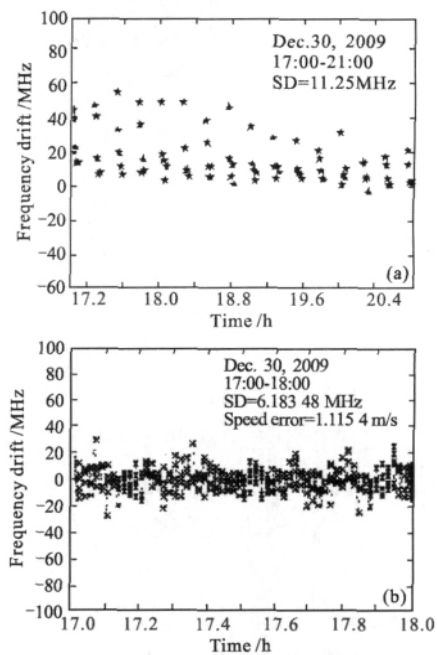 100
80
60
40
20
0
−20
−40
−60
Frequency drift /MHz
Dec.30, 2009
17:00-21:00
SD=11.25MHz
(a)
17.2 18.0 18.8 19.6 20.4
Time /h
100
80
60
40
20
0
−20
−40
−60
−80
−100
Frequency drift /MHz
Dec. 30, 2009
17:00-18:00
SD=6.183 48 MHz
Speed error=1.115 4 m/s
(b)
17.0 17.2 17.4 17.6 17.8 18.0
Time /h